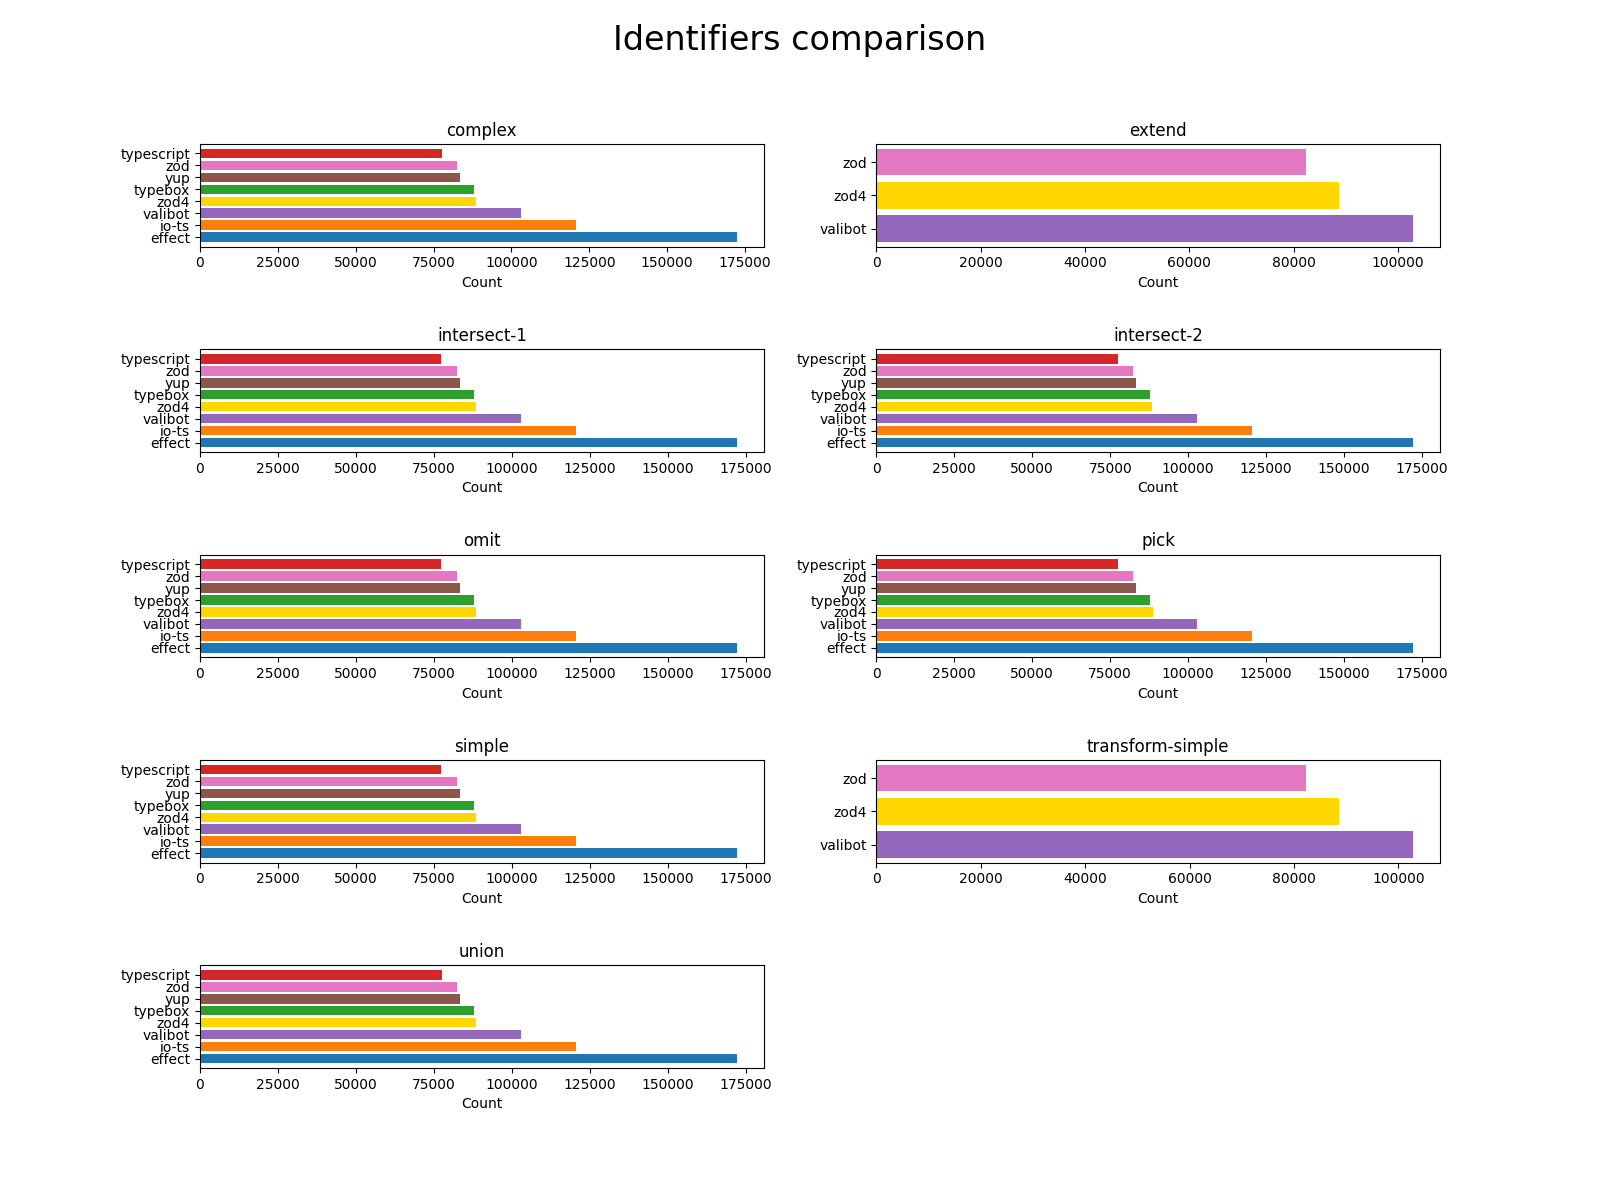 Identifiers comparison
complex
typescript
zod
yup
typebox
zod4
valibot
io-ts
effect
0 25000 50000 75000 100000 125000 150000 175000
Count
extend
zod
zod4
valibot
0 20000 40000 60000 80000 100000
Count
intersect-1
typescript
zod
yup
typebox
zod4
valibot
io-ts
effect
0 25000 50000 75000 100000 125000 150000 175000
Count
intersect-2
typescript
zod
yup
typebox
zod4
valibot
io-ts
effect
0 25000 50000 75000 100000 125000 150000 175000
Count
omit
typescript
zod
yup
typebox
zod4
valibot
io-ts
effect
0 25000 50000 75000 100000 125000 150000 175000
Count
pick
typescript
zod
yup
typebox
zod4
valibot
io-ts
effect
0 25000 50000 75000 100000 125000 150000 175000
Count
simple
typescript
zod
yup
typebox
zod4
valibot
io-ts
effect
0 25000 50000 75000 100000 125000 150000 175000
Count
transform-simple
zod
zod4
valibot
0 20000 40000 60000 80000 100000
Count
union
typescript
zod
yup
typebox
zod4
valibot
io-ts
effect
0 25000 50000 75000 100000 125000 150000 175000
Count